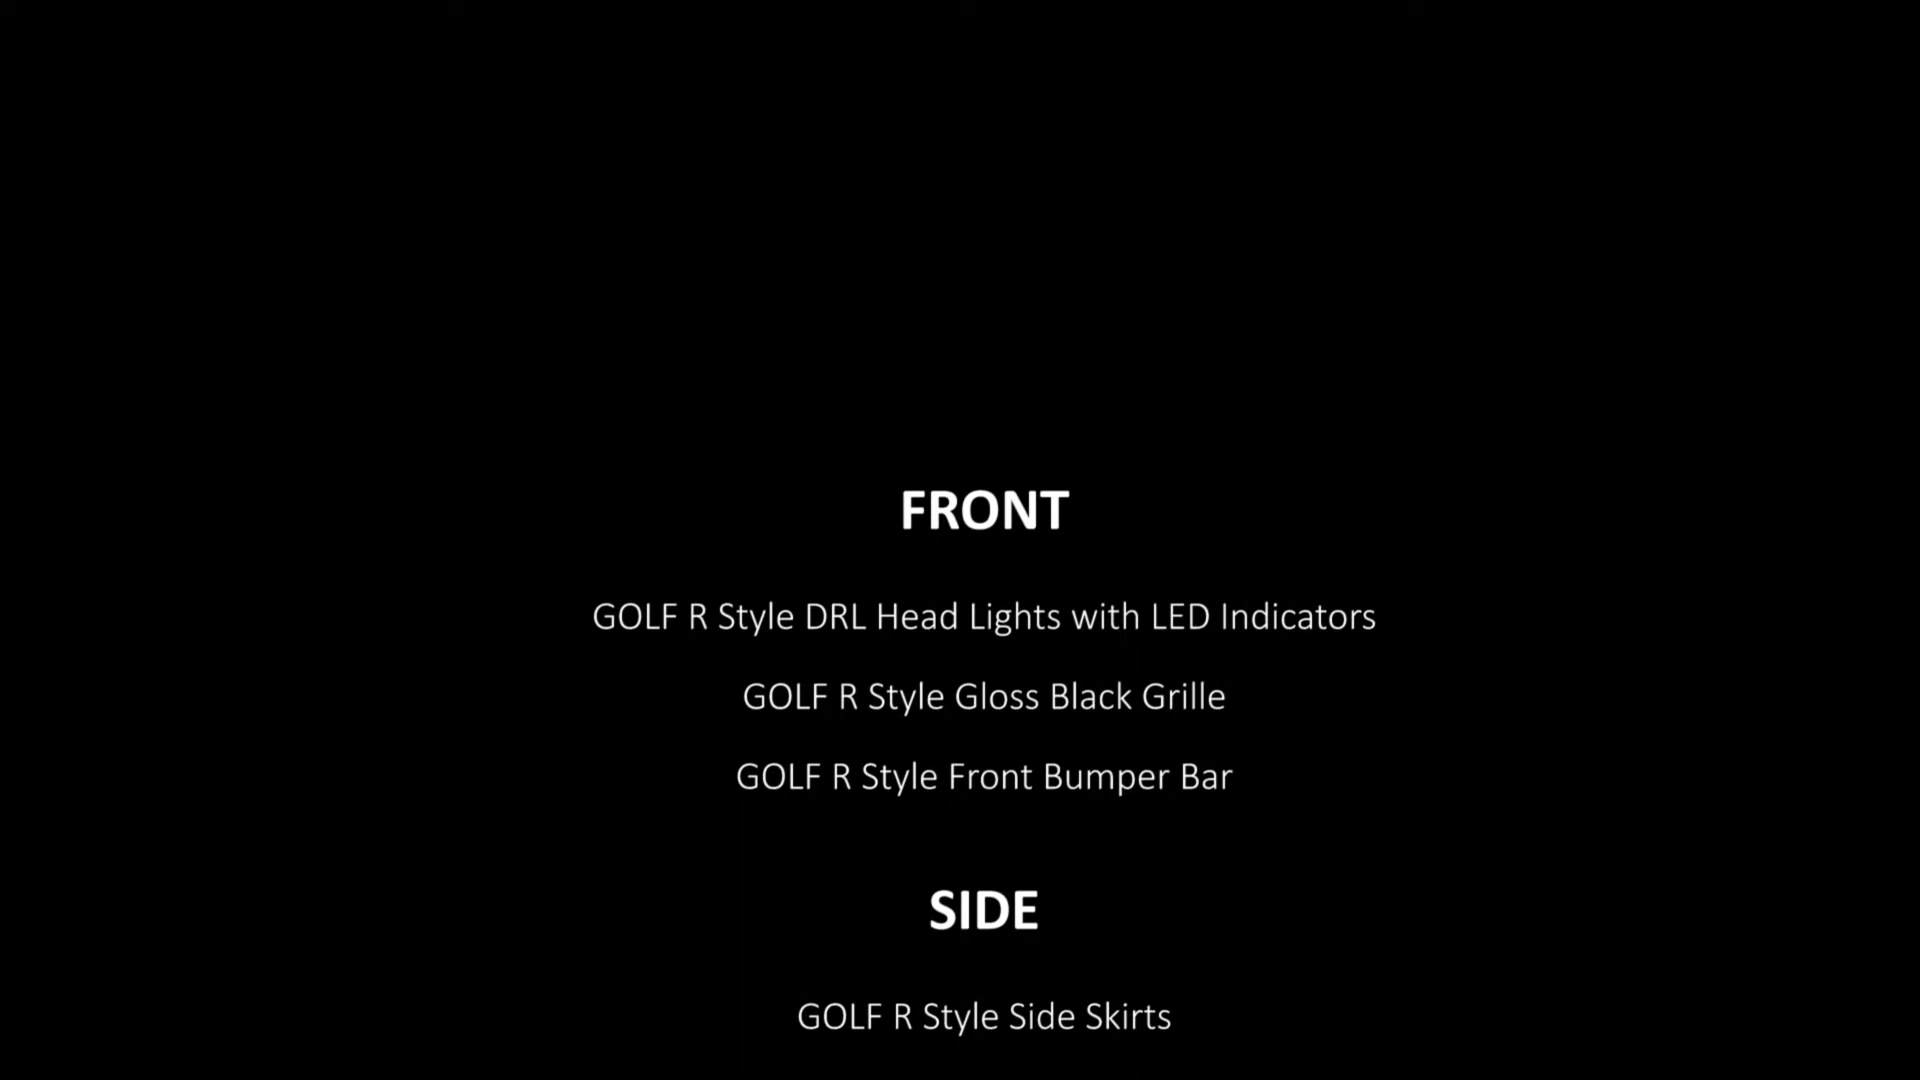 FRONT
GOLF R Style DRL Head Lights with LED Indicators
GOLF R Style Gloss Black Grille
GOLF R Style Front Bumper Bar
SIDE
GOLF R Style Side Skirts